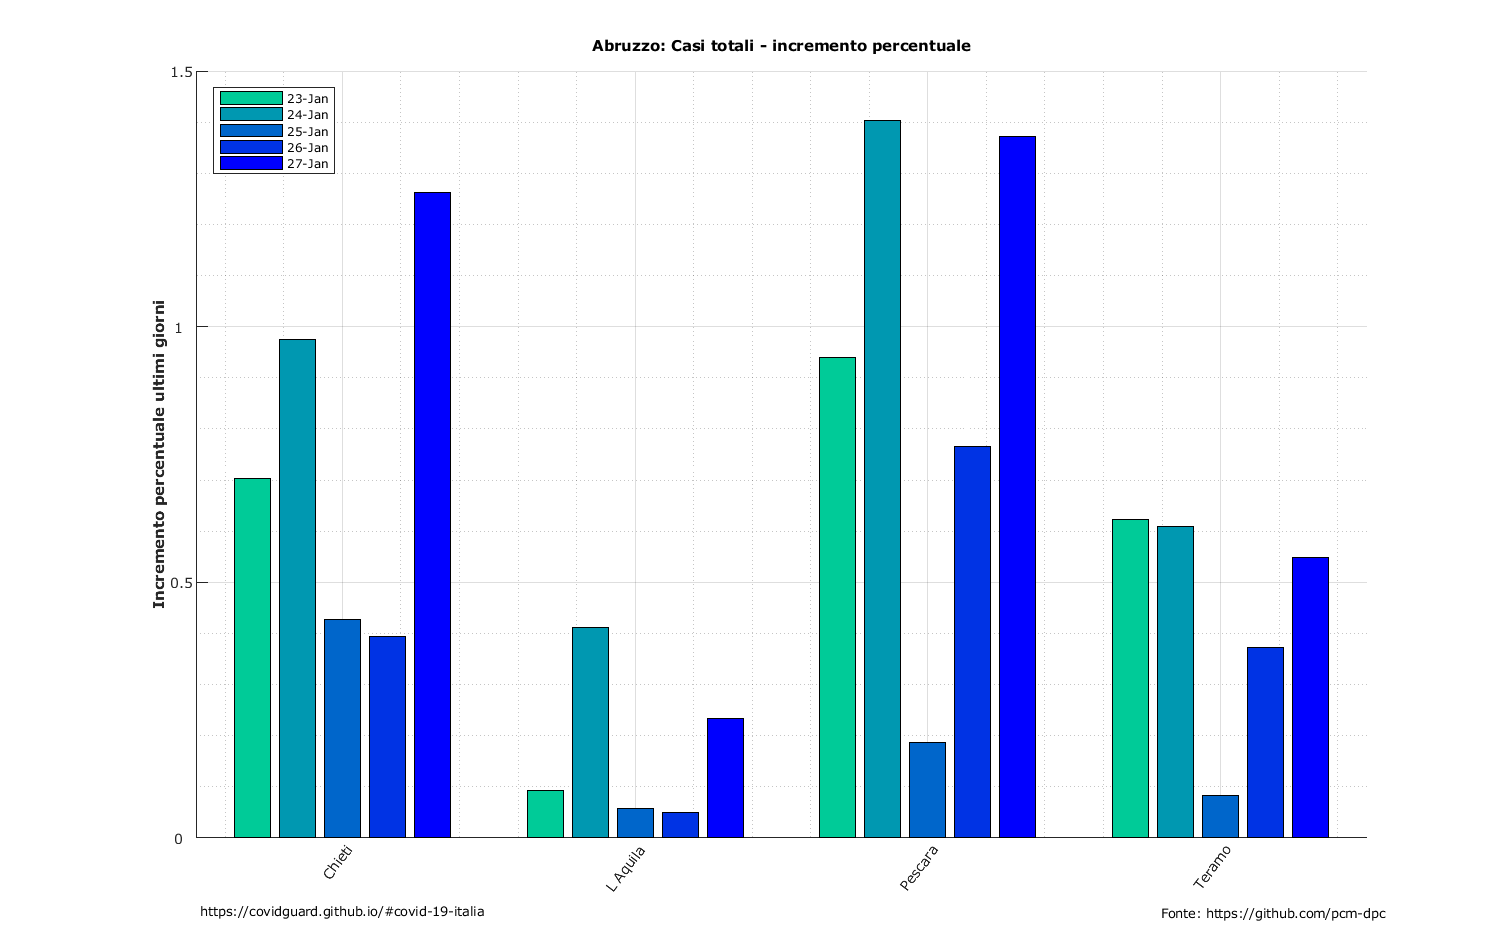 Abruzzo: Casi totali - incremento percentuale
23-Jan
24-Jan
25-Jan
26-Jan
27-Jan
Incremento percentuale ultimi giorni
1.5
1
0.5
0
Chieti
L Aquila
Pescara
Teramo
https://covidguard.github.io/#covid-19-italia
Fonte: https://github.com/pcm-dpc